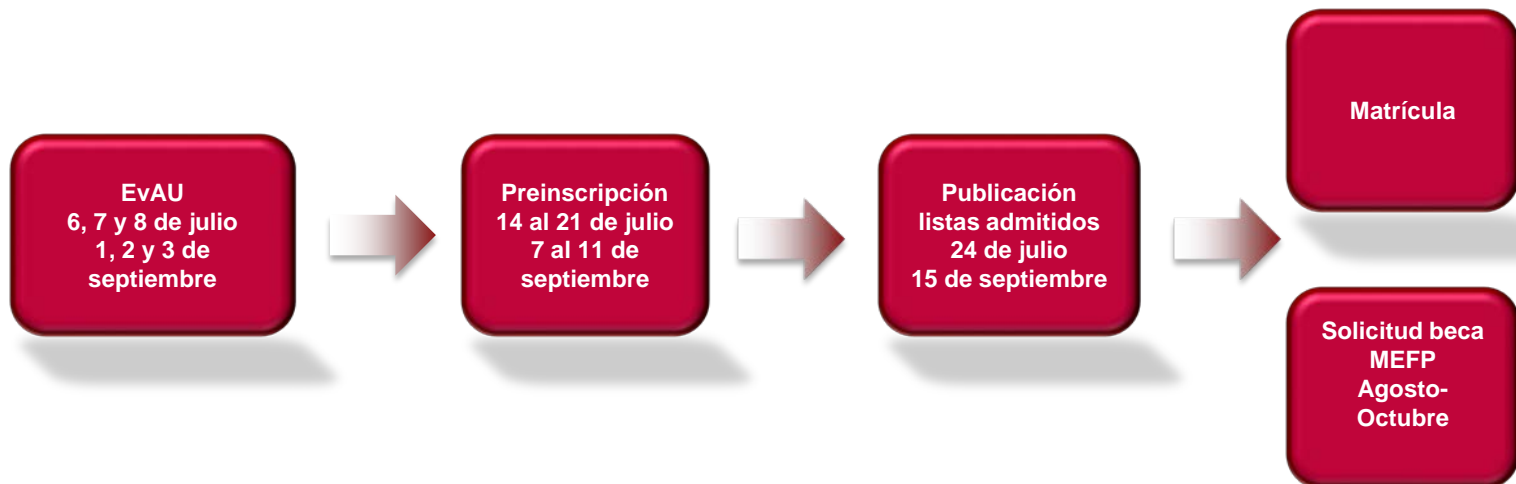 EvAU
6, 7 y 8 de julio
1, 2 y 3 de
septiembre
Preinscripción
14 al 21 de julio
7 al 11 de
septiembre
Publicación
listas admitidos
24 de julio
15 de septiembre
Matrícula
Solicitud beca
MEFP
Agosto-
Octubre